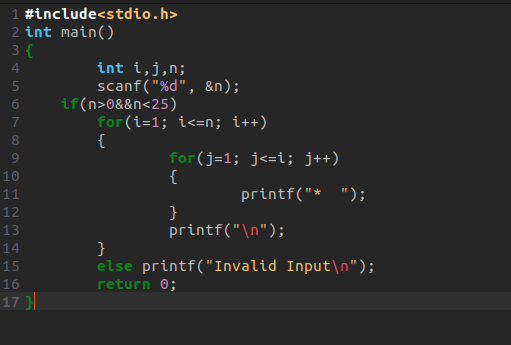 1 #include<stdio.h>
2 int main()
3 {
4         int i,j,n;
5         scanf("%d", &n);
6     if(n>0&&n<25)
7         for(i=1; i<=n; i++)
8         {
9                 for(j=1; j<=i; j++)
10                 {
11                         printf("*  ");
12                 }
13                 printf("\n");
14         }
15         else printf("Invalid Input\n");
16         return 0;
17 }